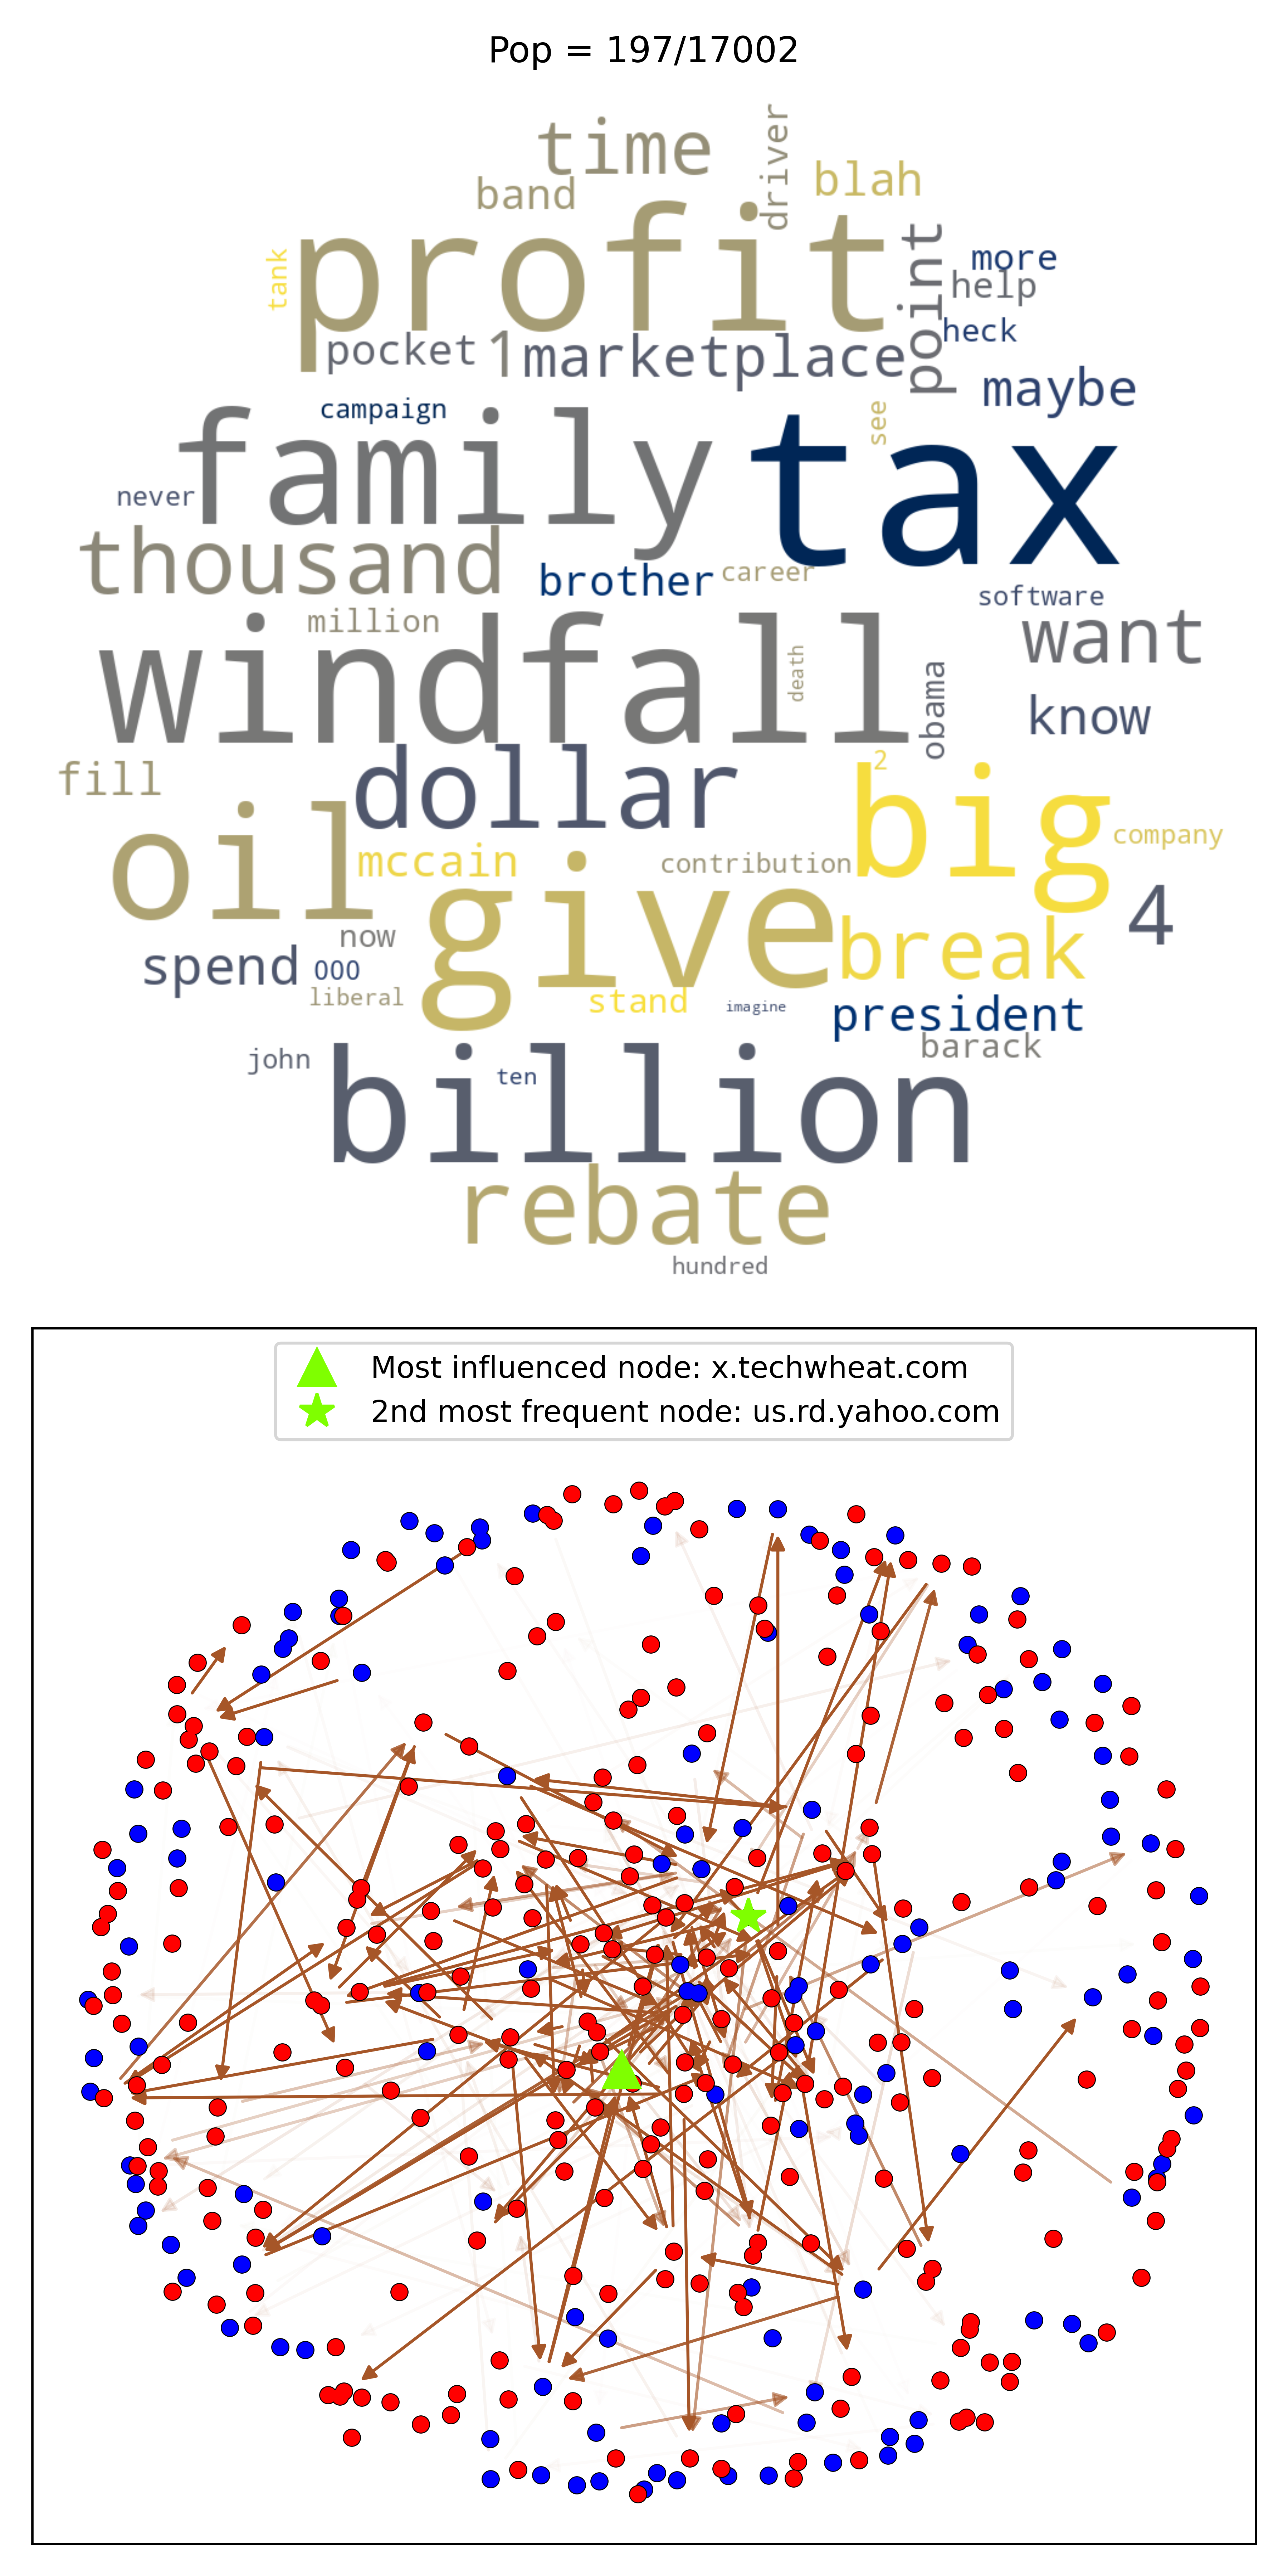 Pop = 197/17002
time
driver
blah
band
profit
tank
point
more
help
heck
pocket
1
marketplace
maybe
campaign
see
family
tax
never
thousand
brother
career
software
million
want
windfall
death
obama
know
dollar
2
fill
big
oil
mccain
contribution
company
give
4
now
break
spend
000
liberal
stand
imagine
president
barack
john
ten
billion
rebate
hundred
Most influenced node: x.techwheat.com
2nd most frequent node: us.rd.yahoo.com